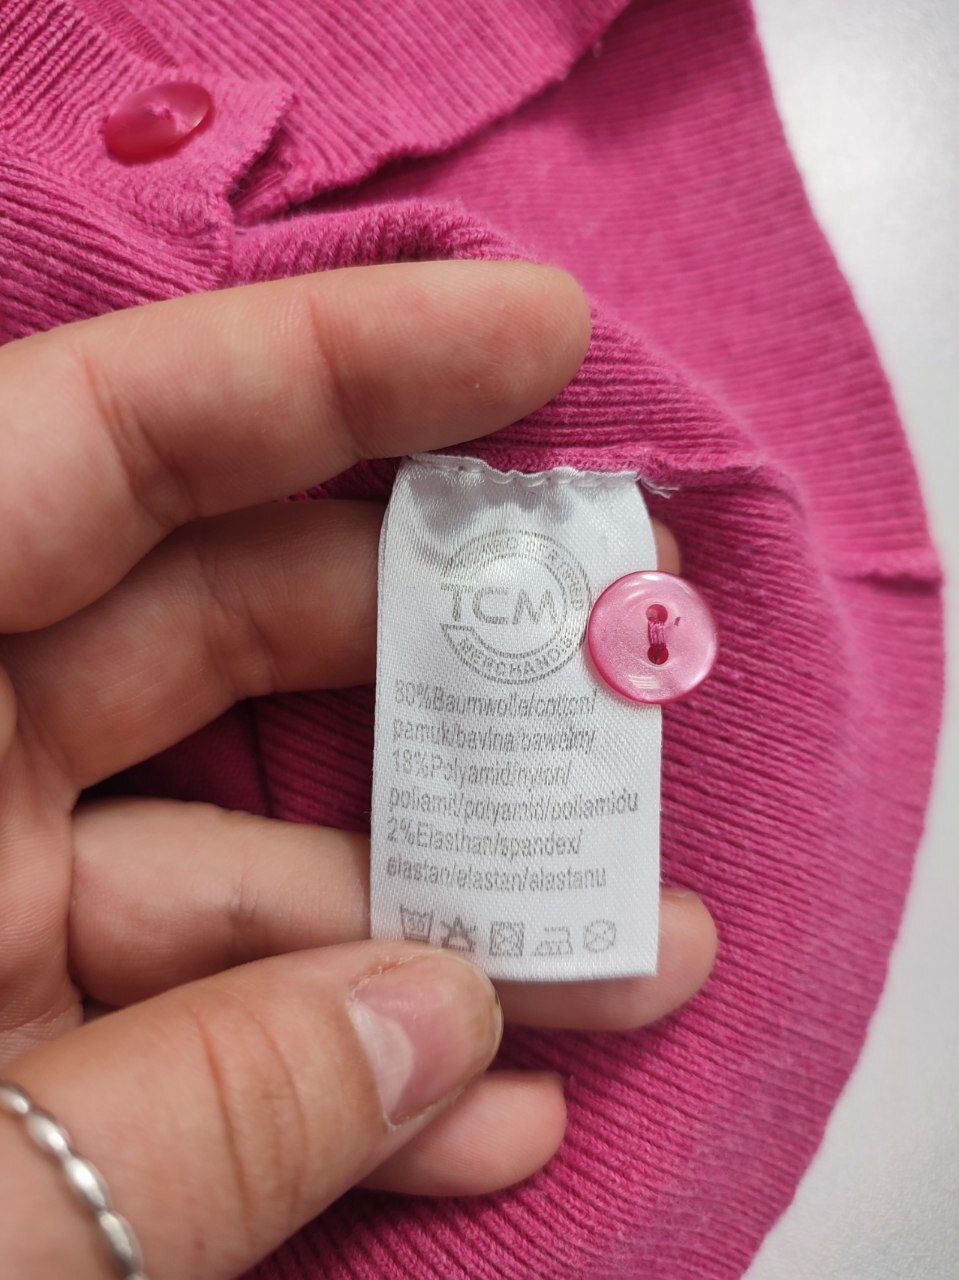 TCM
MERCHANDISE
80%Baumwolle/cotton/
pamuk/bavlna/bawełny
18%Polyamid/nylon/
poliamit/polyamid/poliamidu
2%Elasthan/spandex/
elastan/elastan/elastanu